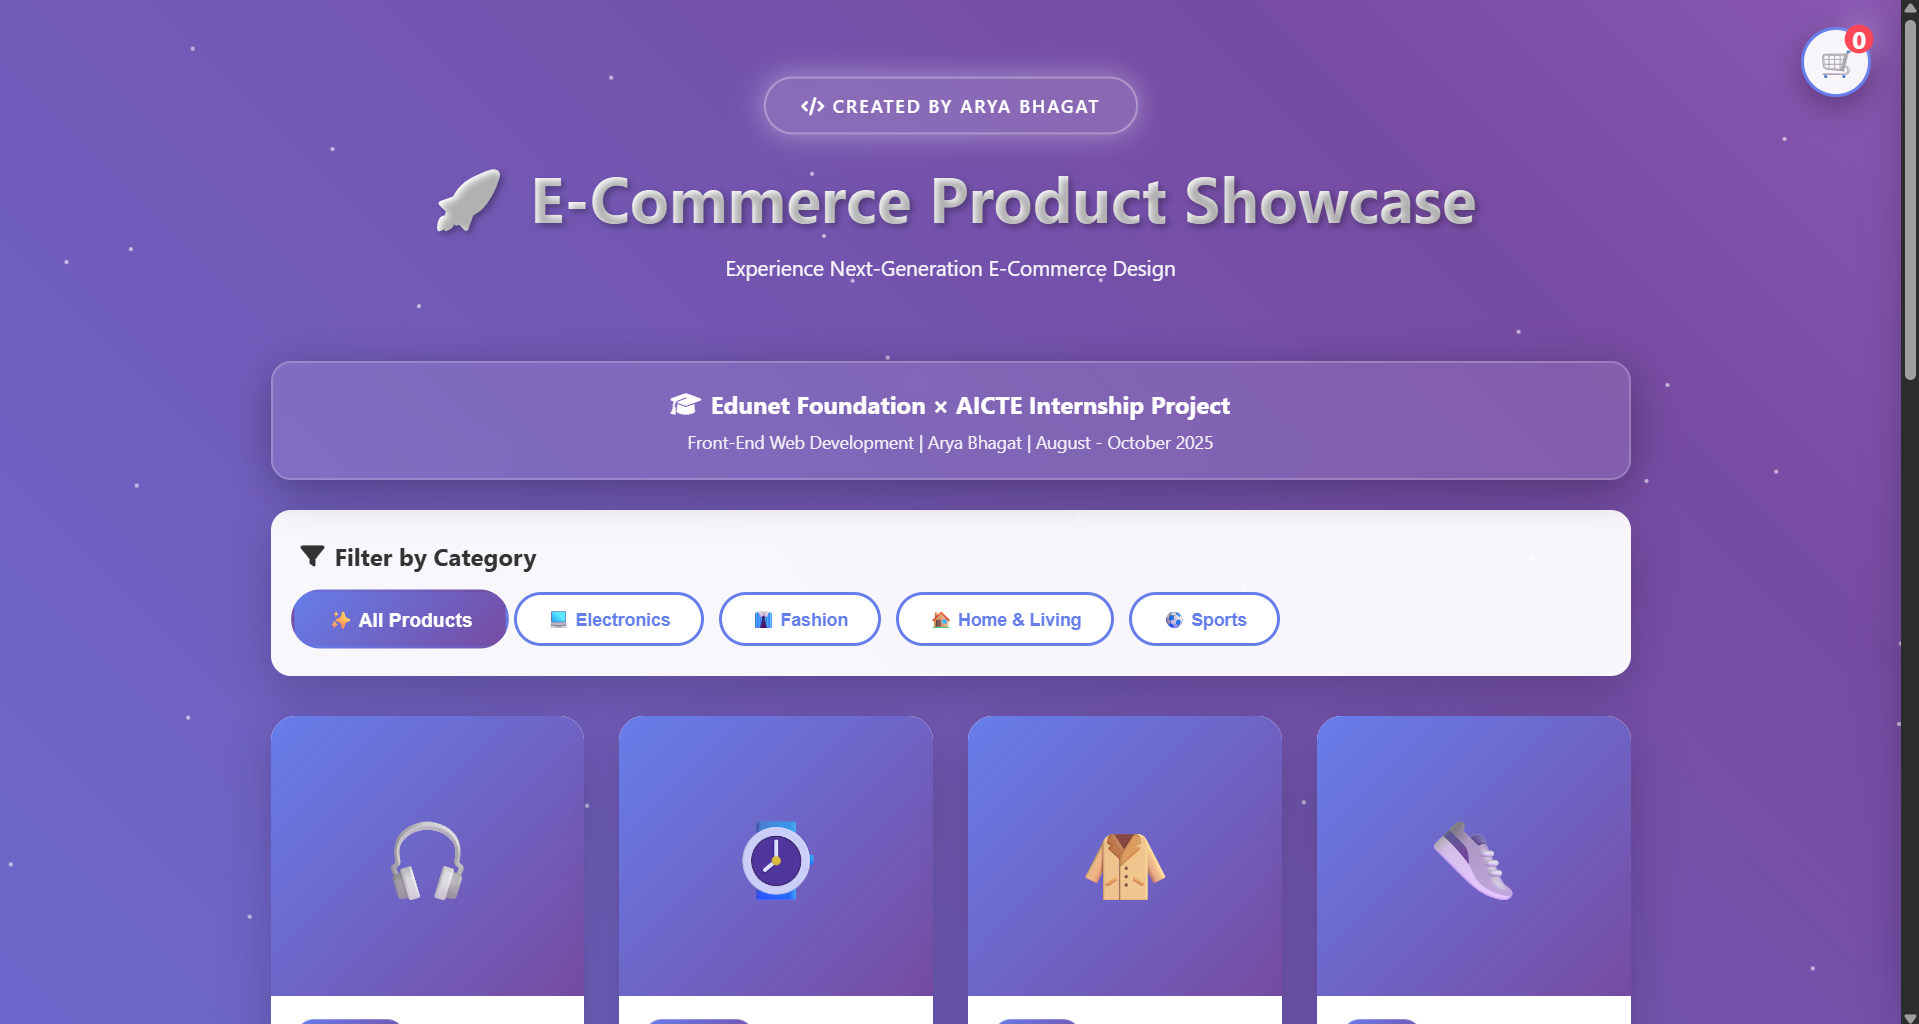 0
</> CREATED BY ARYA BHAGAT
E-Commerce Product Showcase
Experience Next-Generation E-Commerce Design
Edunet Foundation × AICTE Internship Project
Front-End Web Development | Arya Bhagat | August - October 2025
Filter by Category
All Products
Electronics
Fashion
Home & Living
Sports